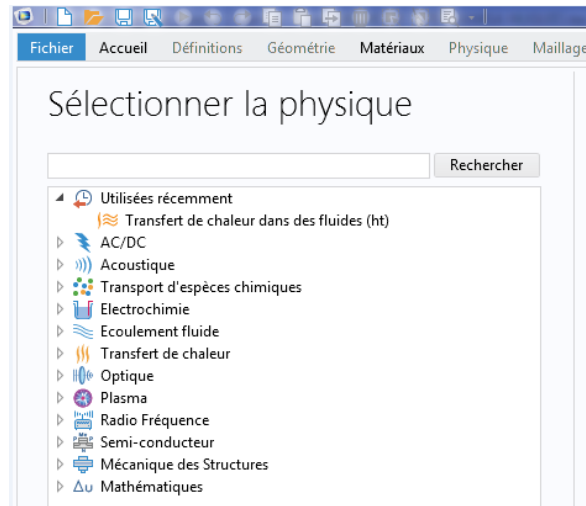 Fichier Accueil Définitions Géométrie Matériaux Physique Maillage
Sélectionner la physique
Rechercher
Utilisées récemment
Transfert de chaleur dans des fluides (ht)
AC/DC
Acoustique
Transport d'espèces chimiques
Electrochimie
Ecoulement fluide
Transfert de chaleur
Optique
Plasma
Radio Fréquence
Semi-conducteur
Mécanique des Structures
Δu Mathématiques